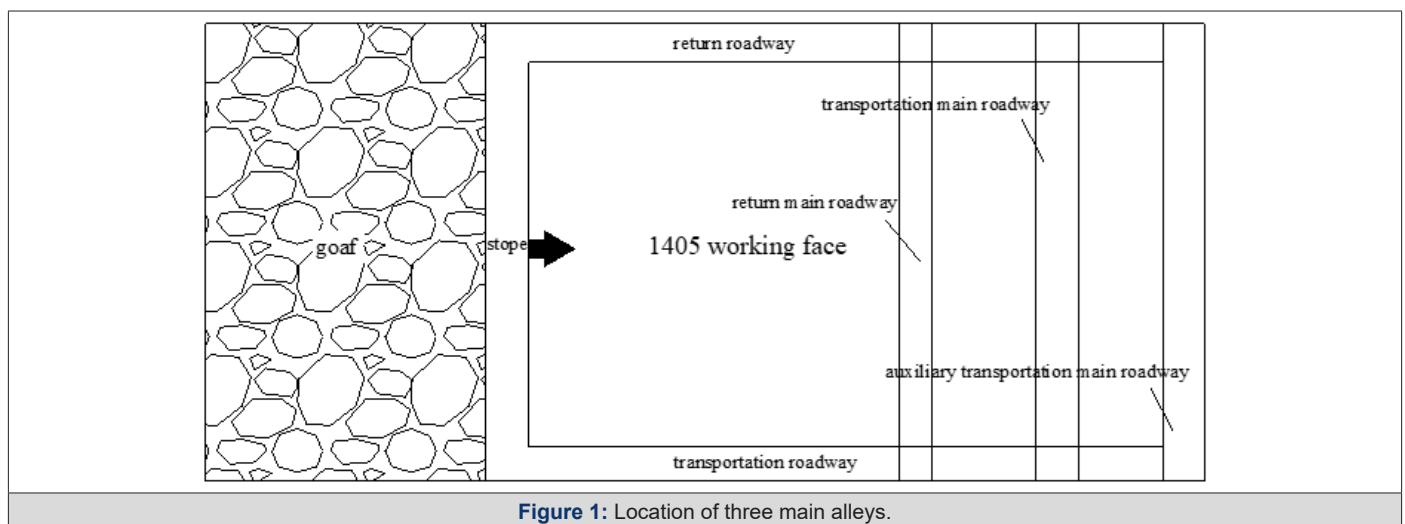 return roadway
transportation main roadway
return main roadway
goaf
stope
1405 working face
auxiliary transportation main roadway
transportation roadway
Figure 1: Location of three main alleys.